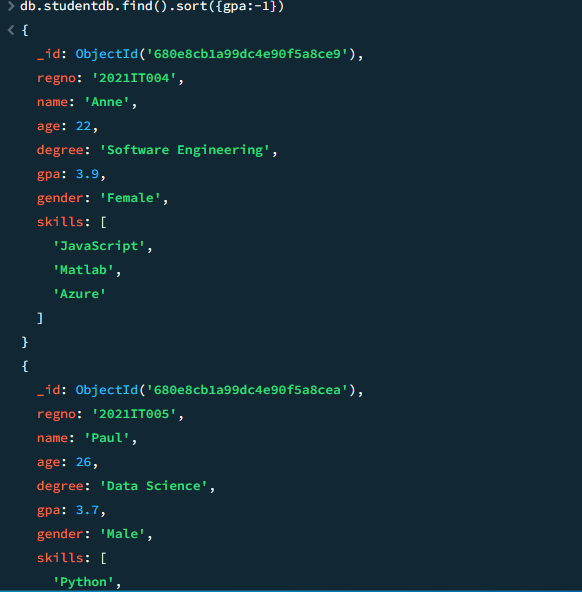 > db.studentdb.find().sort({gpa:-1})
< {
_id: ObjectId('680e8cb1a99dc4e90f5a8ce9'),
regno: '2021IT004',
name: 'Anne',
age: 22,
degree: 'Software Engineering',
gpa: 3.9,
gender: 'Female',
skills: [
'JavaScript',
'Matlab',
'Azure'
]
}
{
_id: ObjectId('680e8cb1a99dc4e90f5a8cea'),
regno: '2021IT005',
name: 'Paul',
age: 26,
degree: 'Data Science',
gpa: 3.7,
gender: 'Male',
skills: [
'Python',